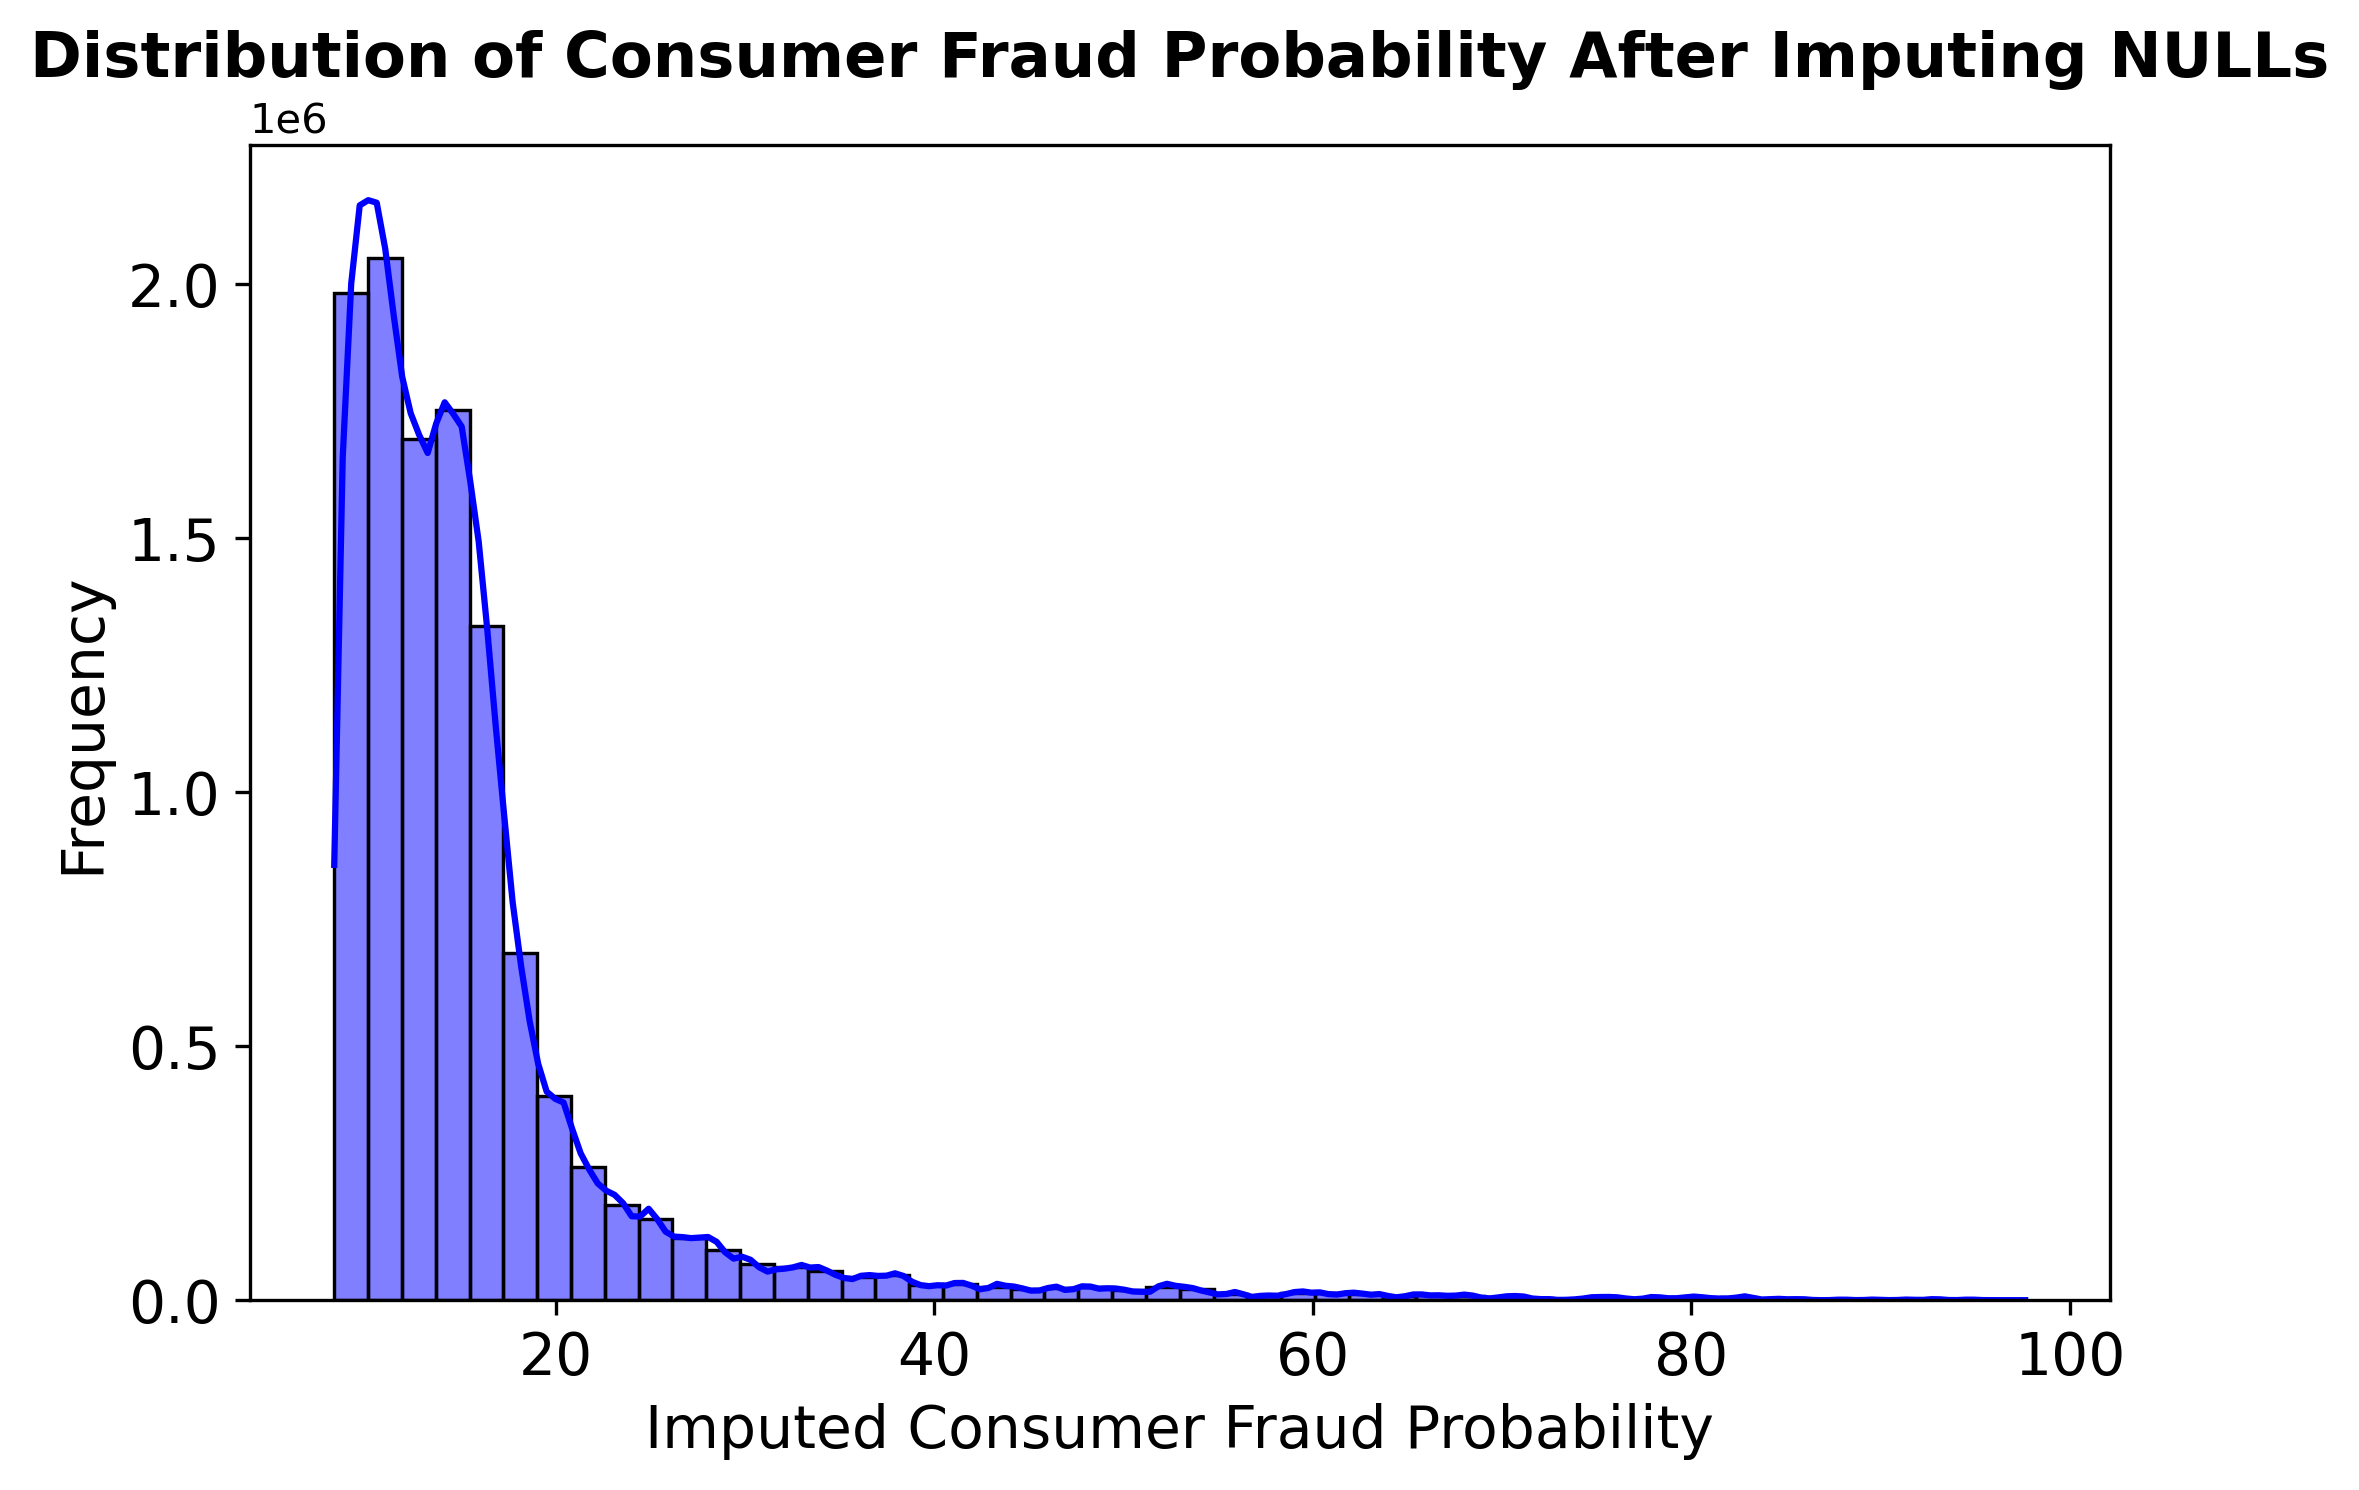 Distribution of Consumer Fraud Probability After Imputing NULLs
1e6
2.0
1.5
1.0
0.5
0.0
Frequency
20 40 60 80 100
Imputed Consumer Fraud Probability